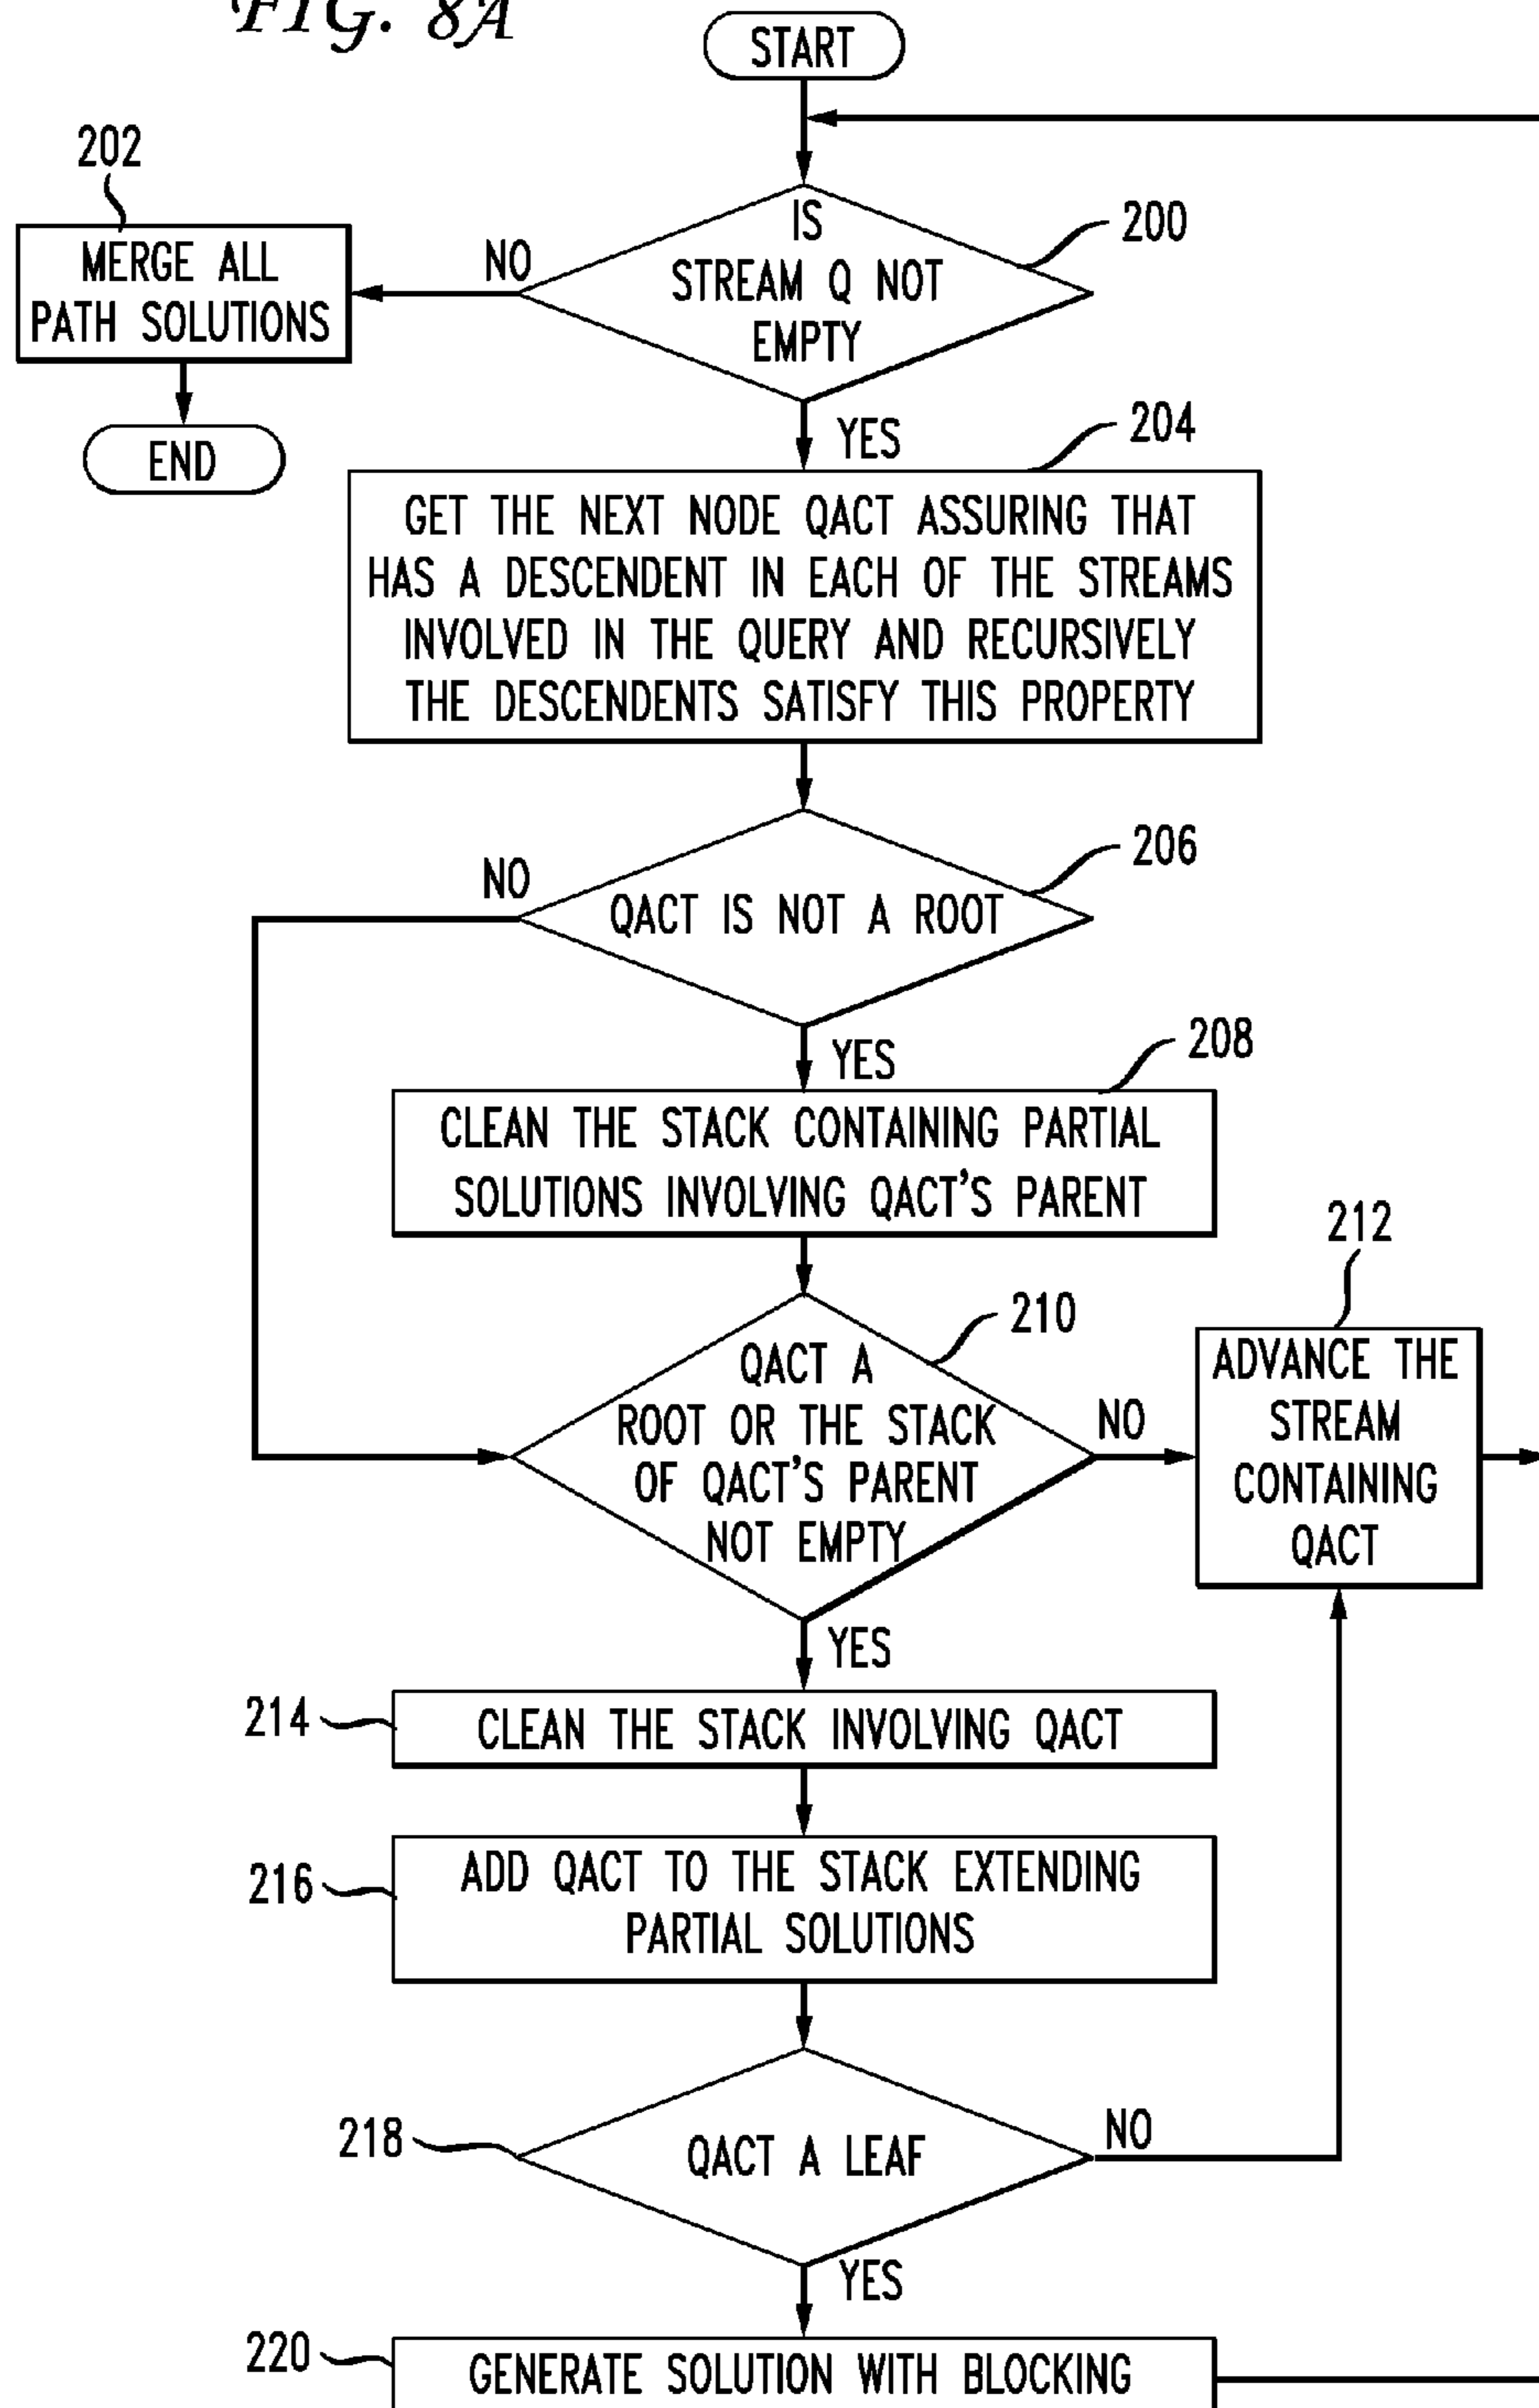 FIG. 8A
START
202
MERGE ALL
PATH SOLUTIONS
END
NO
IS
STREAM Q NOT
EMPTY
200
YES
204
GET THE NEXT NODE QACT ASSURING THAT
HAS A DESCENDENT IN EACH OF THE STREAMS
INVOLVED IN THE QUERY AND RECURSIVELY
THE DESCENDENTS SATISFY THIS PROPERTY
NO
QACT IS NOT A ROOT
206
YES
208
CLEAN THE STACK CONTAINING PARTIAL
SOLUTIONS INVOLVING QACT'S PARENT
210
QACT A
ROOT OR THE STACK
OF QACT'S PARENT
NOT EMPTY
NO
212
ADVANCE THE
STREAM
CONTAINING
QACT
YES
214
CLEAN THE STACK INVOLVING QACT
216
ADD QACT TO THE STACK EXTENDING
PARTIAL SOLUTIONS
218
QACT A LEAF
NO
YES
220
GENERATE SOLUTION WITH BLOCKING